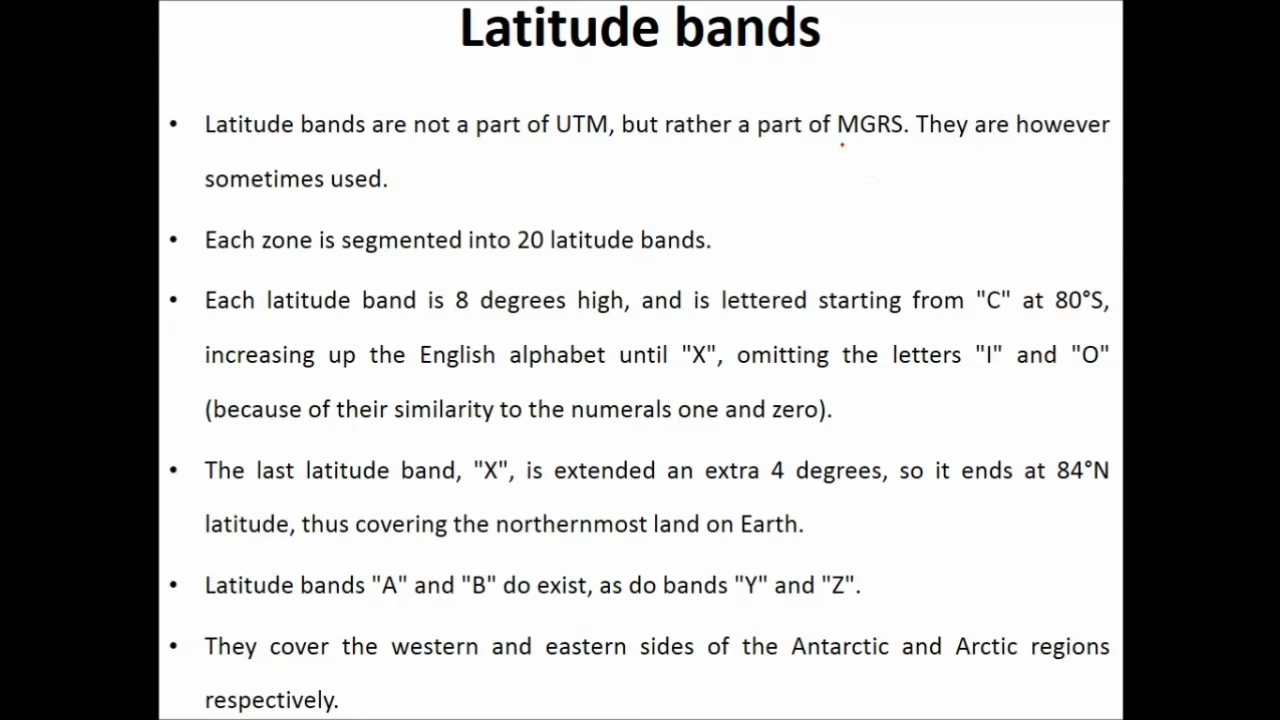 Latitude bands
• Latitude bands are not a part of UTM, but rather a part of MGRS. They are however
sometimes used.
• Each zone is segmented into 20 latitude bands.
• Each latitude band is 8 degrees high, and is lettered starting from "C" at 80°S,
increasing up the English alphabet until "X", omitting the letters "I" and "O"
(because of their similarity to the numerals one and zero).
• The last latitude band, "X", is extended an extra 4 degrees, so it ends at 84°N
latitude, thus covering the northernmost land on Earth.
• Latitude bands "A" and "B" do exist, as do bands "Y" and "Z".
• They cover the western and eastern sides of the Antarctic and Arctic regions
respectively.